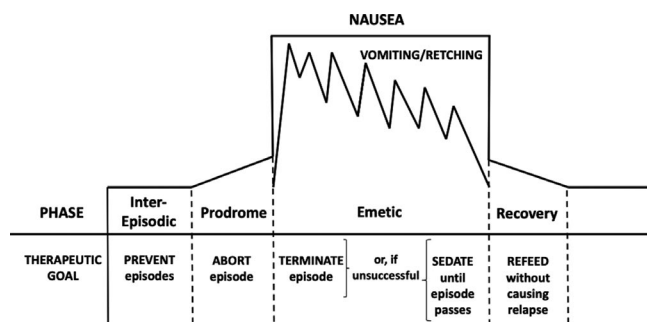 NAUSEA
VOMITING/RETCHING
PHASE
Inter-
Episodic
Prodrome
Emetic
Recovery
THERAPEUTIC
GOAL
PREVENT
episodes
ABORT
episode
TERMINATE
episode
or, if
unsuccessful
SEDATE
until
episode
passes
REFEED
without
causing
relapse